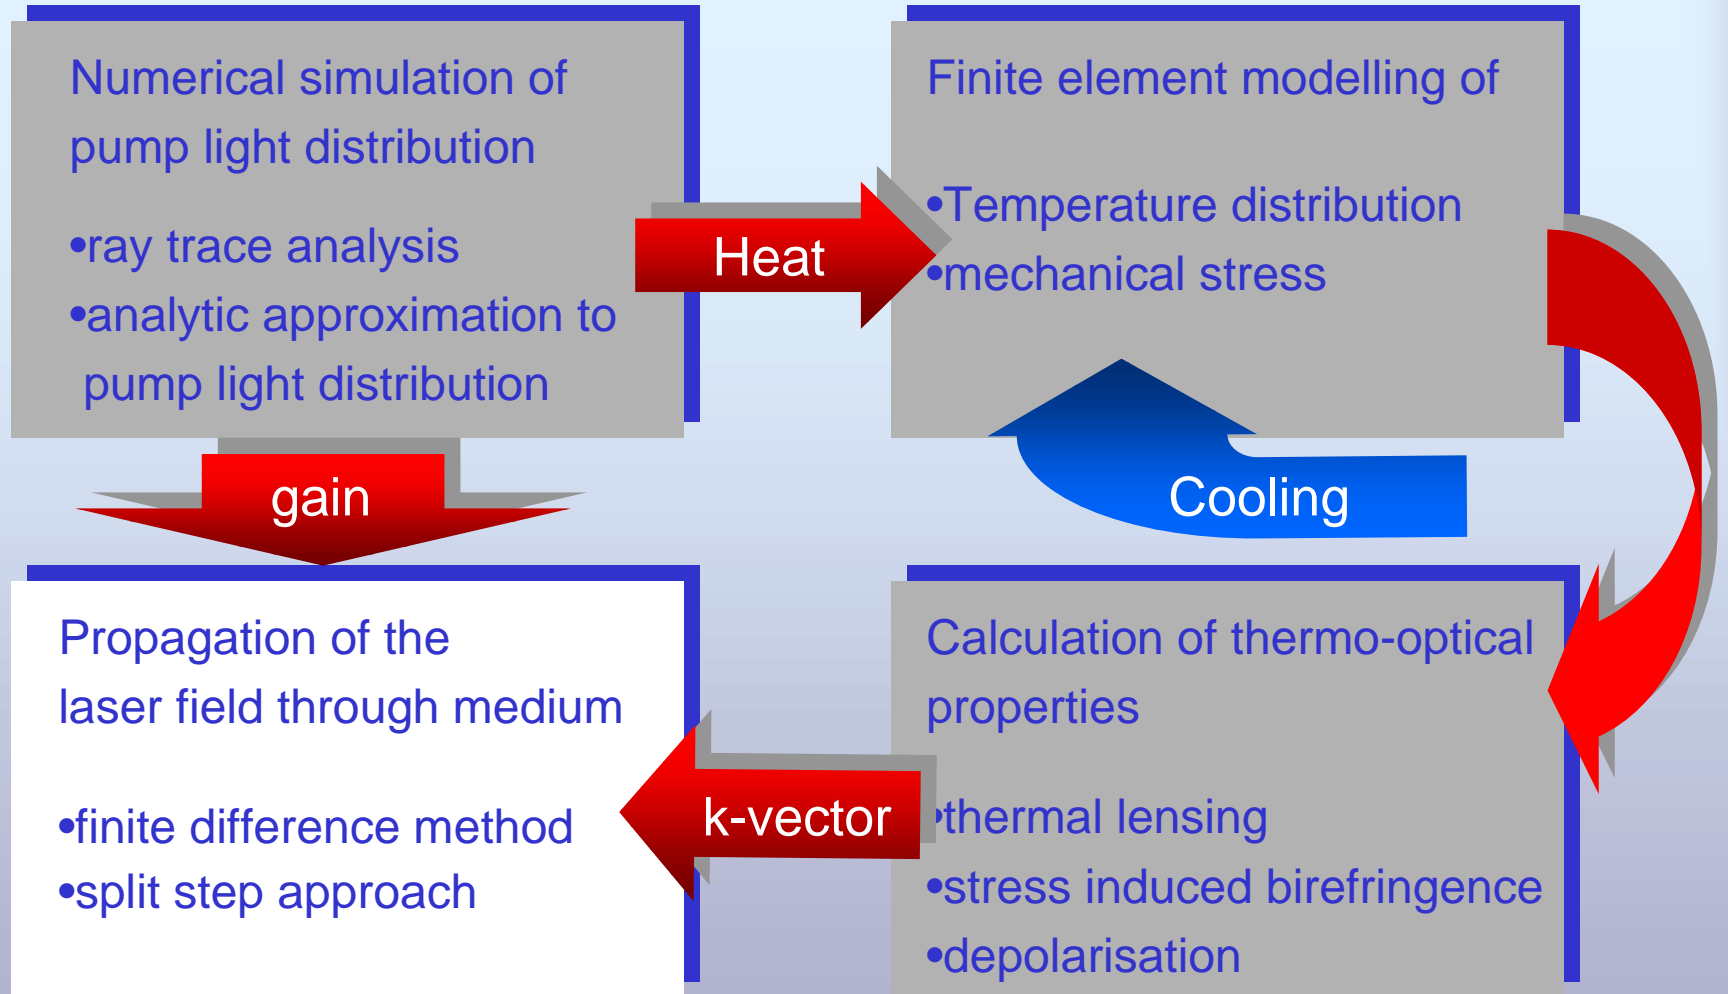 Numerical simulation of
pump light distribution
•ray trace analysis
•analytic approximation to
pump light distribution
Heat
Finite element modelling of
•Temperature distribution
•mechanical stress
gain
Cooling
Propagation of the
laser field through medium
•finite difference method
•split step approach
k-vector
Calculation of thermo-optical
properties
•thermal lensing
•stress induced birefringence
•depolarisation